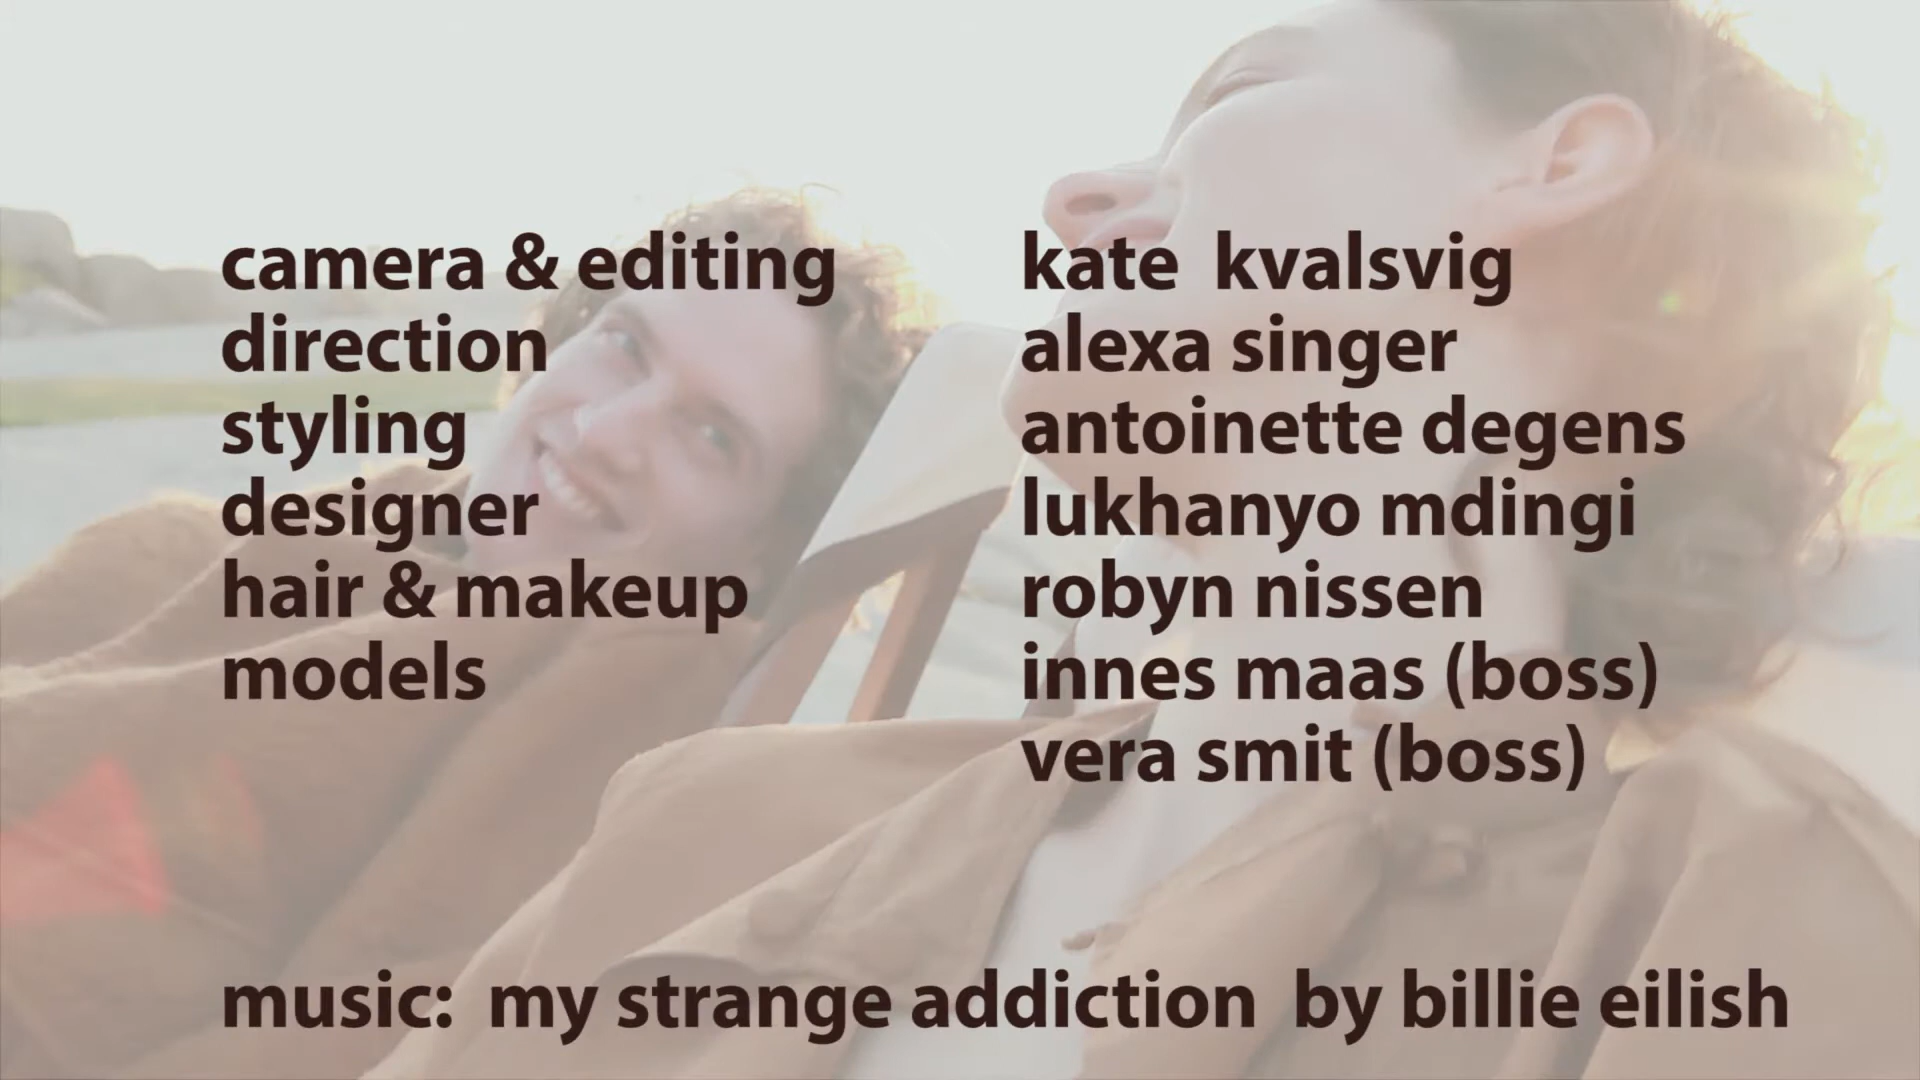 camera & editing kate kvalsvig
direction alexa singer
styling antoinette degens
designer lukhanyo mdingi
hair & makeup robyn nissen
models innes maas (boss)
vera smit (boss)
music: my strange addiction by billie eilish